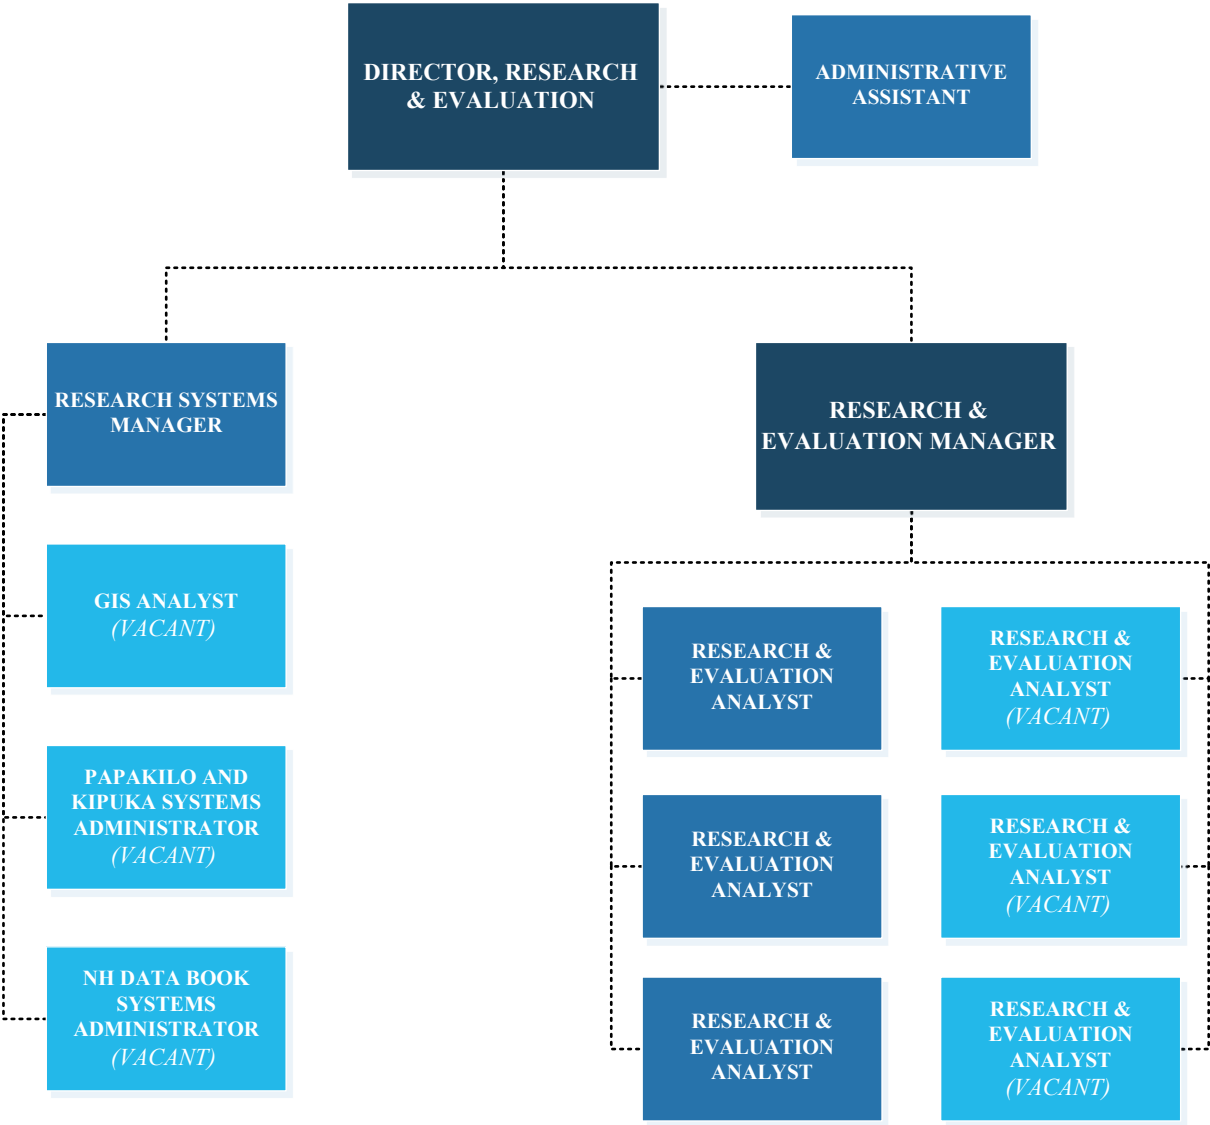 DIRECTOR, RESEARCH
& EVALUATION
ADMINISTRATIVE
ASSISTANT
RESEARCH SYSTEMS
MANAGER
RESEARCH &
EVALUATION MANAGER
GIS ANALYST
(VACANT)
PAPAKILO AND
KIPUKA SYSTEMS
ADMINISTRATOR
(VACANT)
NH DATA BOOK
SYSTEMS
ADMINISTRATOR
(VACANT)
RESEARCH &
EVALUATION
ANALYST
RESEARCH &
EVALUATION
ANALYST
(VACANT)
RESEARCH &
EVALUATION
ANALYST
RESEARCH &
EVALUATION
ANALYST
(VACANT)
RESEARCH &
EVALUATION
ANALYST
RESEARCH &
EVALUATION
ANALYST
(VACANT)